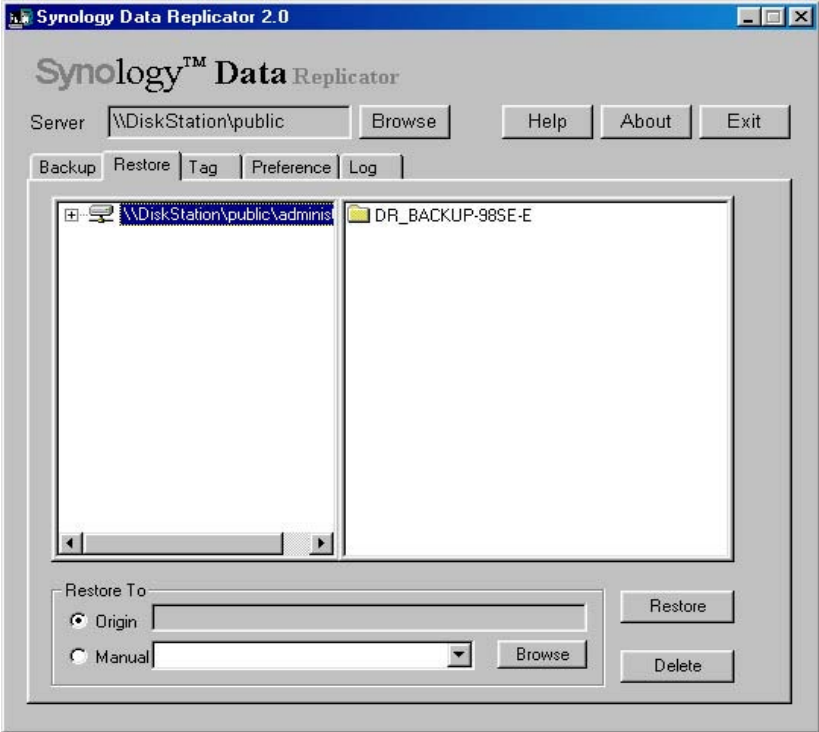 Synology Data Replicator 2.0
Synology™ Data Replicator
Server \\DiskStation\public Browse Help About Exit
Backup Restore Tag Preference Log
\\DiskStation\public\adminis DR_BACKUP-98SE-E
Restore To
Origin Restore
Manual Browse
Delete